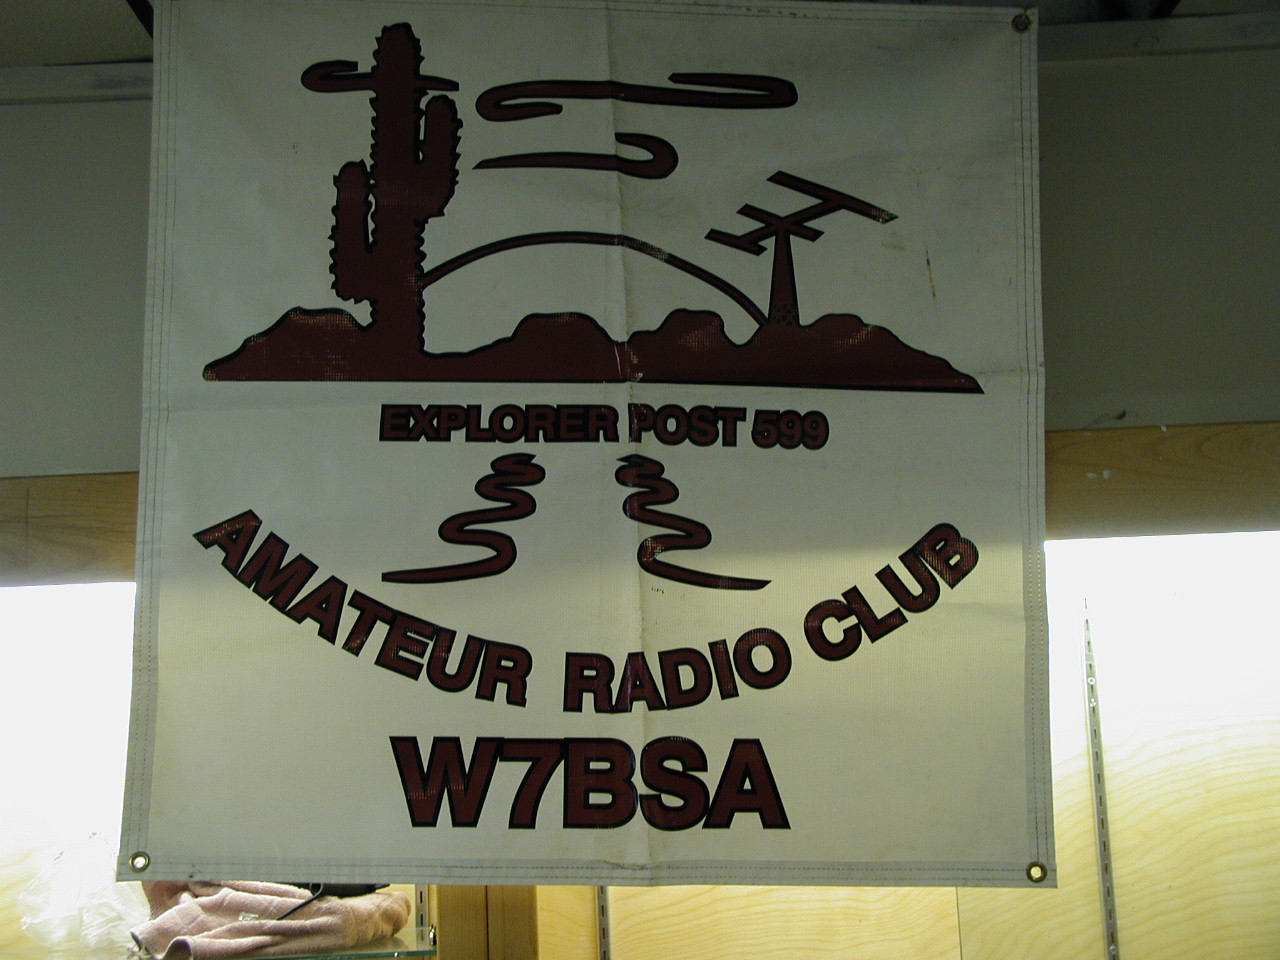 EXPLORER POST 599
AMATEUR RADIO CLUB
W7BSA